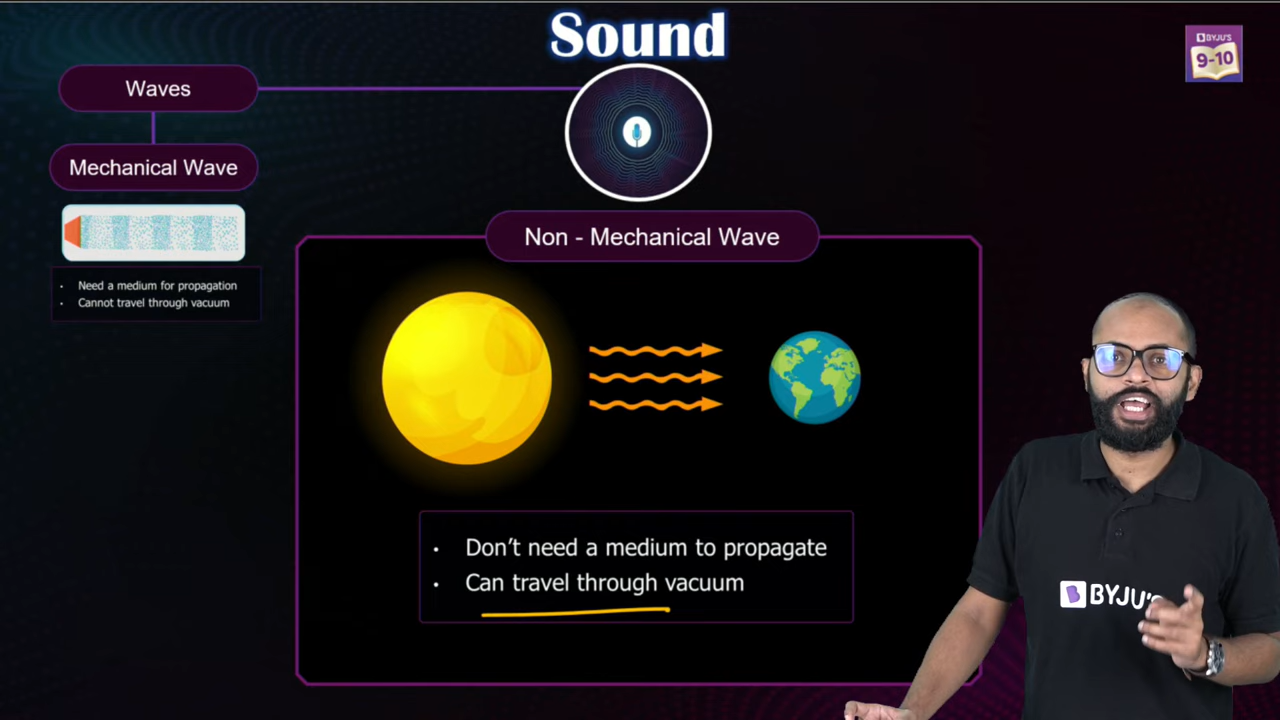 Sound
BYJU'S
9-10
Waves
Mechanical Wave
• Need a medium for propagation
• Cannot travel through vacuum
Non - Mechanical Wave
• Don't need a medium to propagate
• Can travel through vacuum
BYJU'S